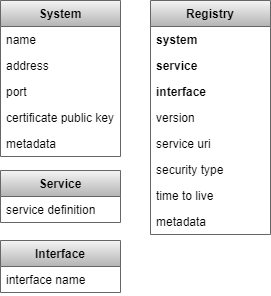 System
name
address
port
certificate public key
metadata
Service
service definition
Interface
interface name
Registry
system
service
interface
version
service uri
security type
time to live
metadata